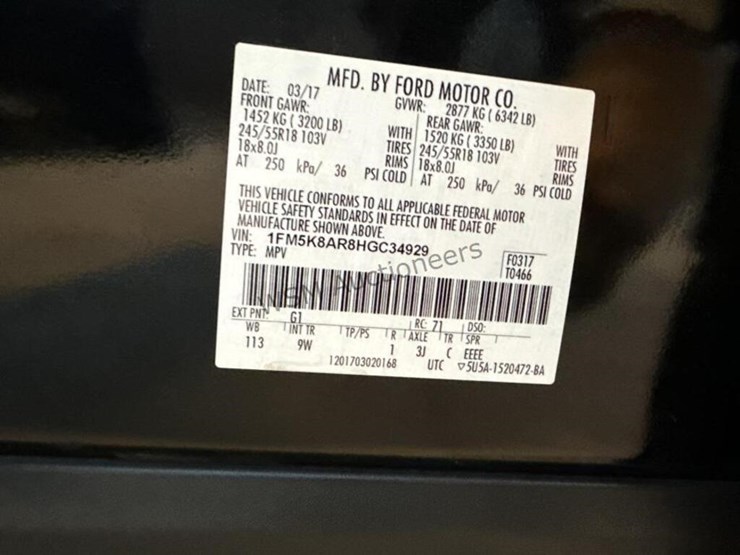 MFD. BY FORD MOTOR CO.
DATE: 03/17 GVWR: 2877 KG ( 6342 LB)
FRONT GAWR: REAR GAWR:
1452 KG ( 3200 LB) WITH 1520 KG ( 3350 LB) WITH
245/55R18 103V TIRES 245/55R18 103V TIRES
18x8.0J RIMS 18x8.0J RIMS
AT 250 kPa/ 36 PSI COLD AT 250 kPa/ 36 PSI COLD
THIS VEHICLE CONFORMS TO ALL APPLICABLE FEDERAL MOTOR
VEHICLE SAFETY STANDARDS IN EFFECT ON THE DATE OF
MANUFACTURE SHOWN ABOVE.
VIN: 1FM5K8AR8HGC34929 F0317
TYPE: MPV T0466
WSM Auctioneers
EXT PNT: G1 RC: 71 DSO:
WB INT TR TP/PS R AXLE TR SPR
113 9W 1 3J C EEEE
1201703020168 UTC ▽5U5A-1520472-BA